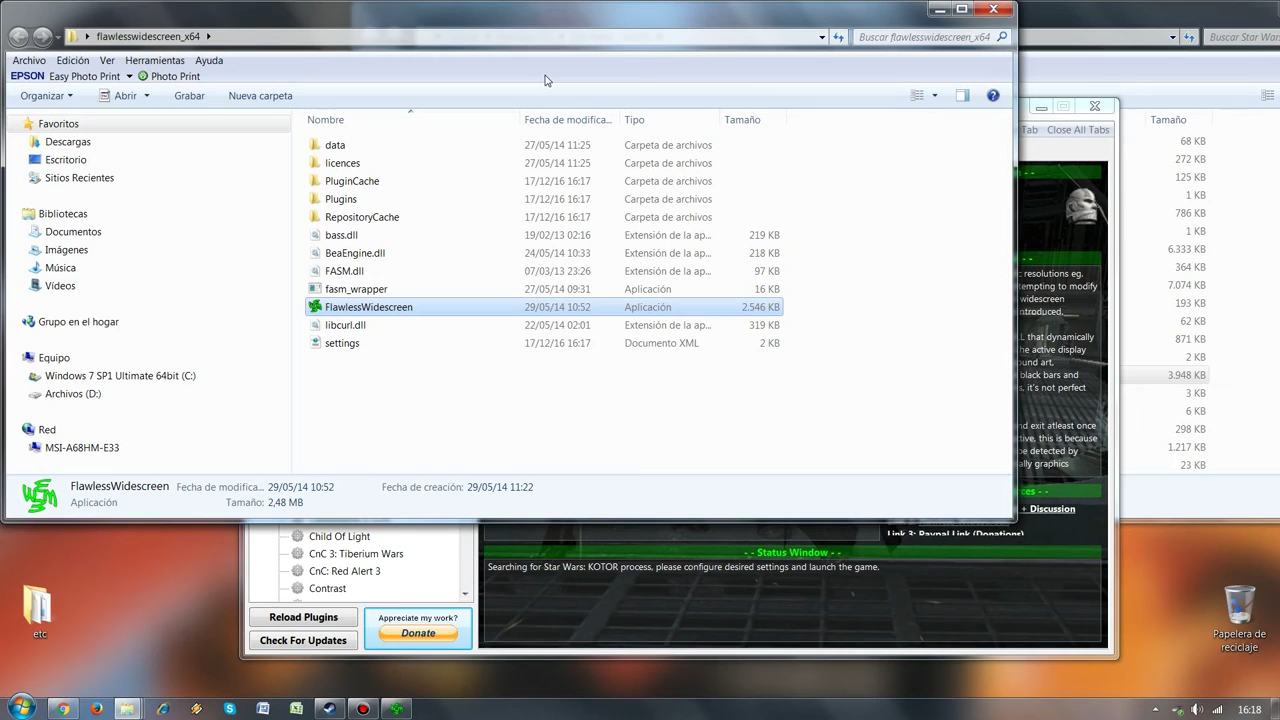 flawlesswidescreen_x64
Buscar flawlesswidescreen_x64
Buscar Star Wars
Archivo Edición Ver Herramientas Ayuda
EPSON Easy Photo Print Photo Print
Organizar Abrir Grabar Nueva carpeta
Nombre Fecha de modifica... Tipo Tamaño
Favoritos
Descargas
Escritorio
Sitios Recientes
Bibliotecas
Documentos
Imágenes
Música
Vídeos
Grupo en el hogar
Equipo
Windows 7 SP1 Ultimate 64bit (C:)
Archivos (D:)
Red
MSI-A68HM-E33
data 27/05/14 11:25 Carpeta de archivos
licences 27/05/14 11:25 Carpeta de archivos
PluginCache 17/12/16 16:17 Carpeta de archivos
Plugins 17/12/16 16:17 Carpeta de archivos
RepositoryCache 17/12/16 16:17 Carpeta de archivos
bass.dll 19/02/13 02:16 Extensión de la ap... 219 KB
BeaEngine.dll 24/05/14 10:33 Extensión de la ap... 218 KB
FASM.dll 07/03/13 23:26 Extensión de la ap... 97 KB
fasm_wrapper 27/05/14 09:31 Aplicación 16 KB
FlawlessWidescreen 29/05/14 10:52 Aplicación 2.546 KB
libcurl.dll 22/05/14 02:01 Extensión de la ap... 319 KB
settings 17/12/16 16:17 Documento XML 2 KB
FlawlessWidescreen Fecha de modifica... 29/05/14 10:52 Fecha de creación: 29/05/14 11:22
Aplicación Tamaño: 2,48 MB
Tab Close All Tabs
resolutions eg.
tempting to modify
widescreen
introduced.
LL that dynamically
the active display
ound art,
black bars and
s, it's not perfect
and exit atleast once
ctive, this is because
be detected by
ally graphics
+ Discussion
Link 3: Paypal Link (Donations)
Tamaño
68 KB
272 KB
125 KB
1 KB
786 KB
1 KB
6.333 KB
364 KB
7.074 KB
193 KB
62 KB
871 KB
2 KB
3.948 KB
3 KB
6 KB
298 KB
1.217 KB
23 KB
Child Of Light
CnC 3: Tiberium Wars
CnC: Red Alert 3
Contrast
- - Status Window - -
Searching for Star Wars: KOTOR process, please configure desired settings and launch the game.
Reload Plugins
Check For Updates
Appreciate my work?
Donate
etc
Papelera de
reciclaje
16:18